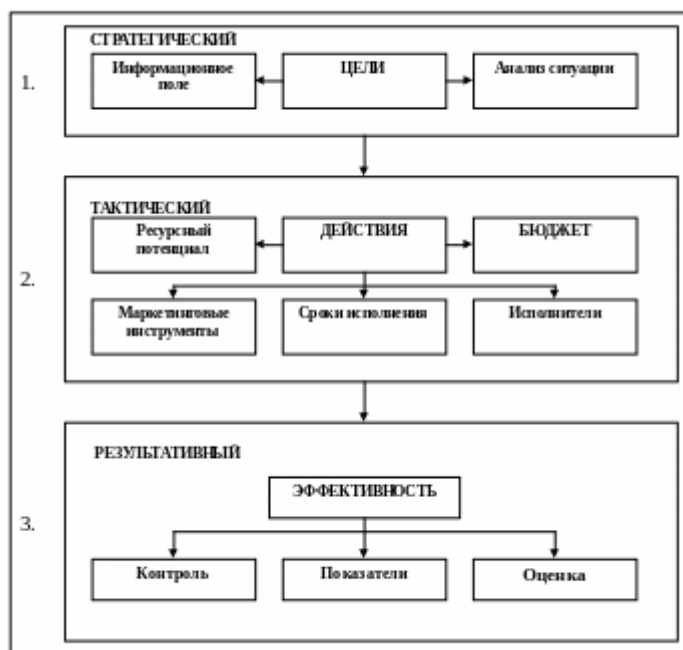 СТРАТЕГИЧЕСКИЙ
1.
Информационное
поле
ЦЕЛИ
Анализ ситуации
ТАКТИЧЕСКИЙ
2.
Ресурсный
потенциал
ДЕЙСТВИЯ
БЮДЖЕТ
Маркетинговые
инструменты
Сроки исполнения
Исполнители
РЕЗУЛЬТАТИВНЫЙ
3.
ЭФФЕКТИВНОСТЬ
Контроль
Показатели
Оценка